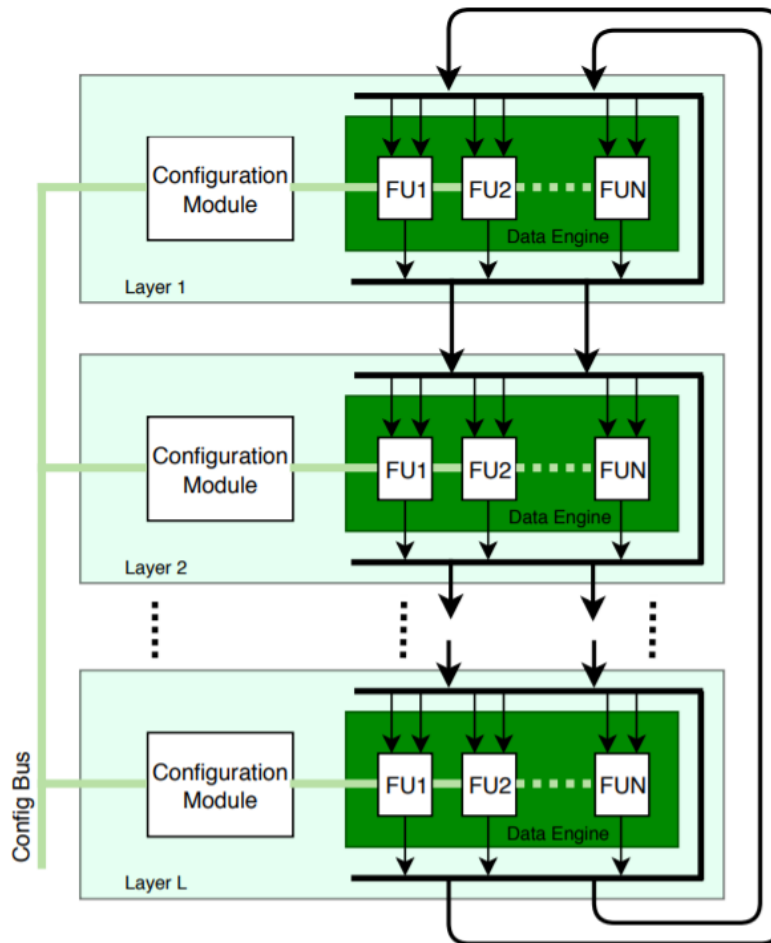 Configuration
Module
FU1
FU2
FUN
Data Engine
Layer 1
Configuration
Module
FU1
FU2
FUN
Data Engine
Layer 2
Configuration
Module
FU1
FU2
FUN
Data Engine
Layer L
Config Bus